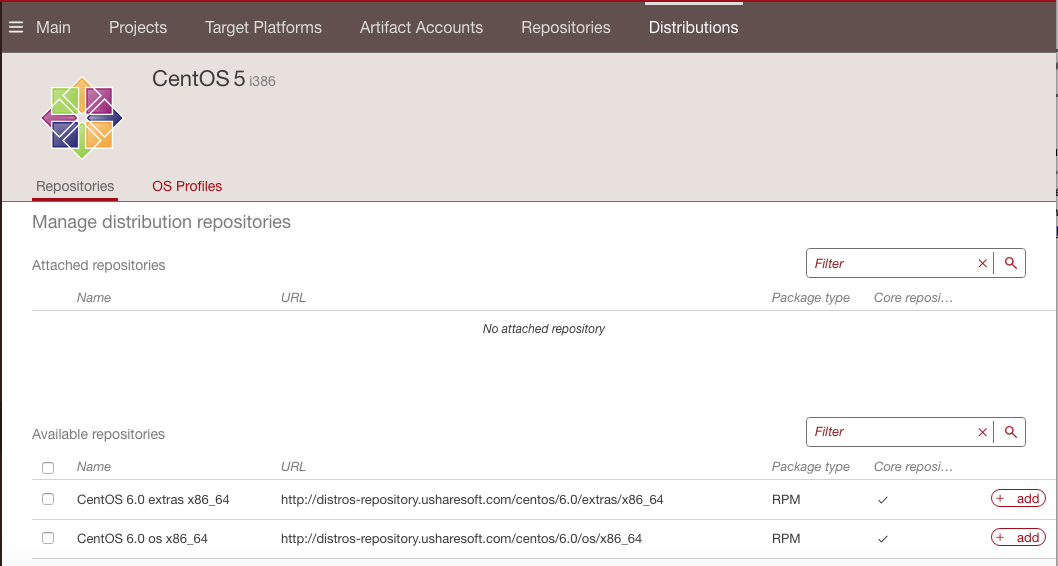 Main Projects Target Platforms Artifact Accounts Repositories Distributions
CentOS 5 i386
Repositories OS Profiles
Manage distribution repositories
Attached repositories Filter
Name URL Package type Core reposi…
No attached repository
Available repositories Filter
Name URL Package type Core reposi…
CentOS 6.0 extras x86_64 http://distros-repository.usharesoft.com/centos/6.0/extras/x86_64 RPM + add
CentOS 6.0 os x86_64 http://distros-repository.usharesoft.com/centos/6.0/os/x86_64 RPM + add